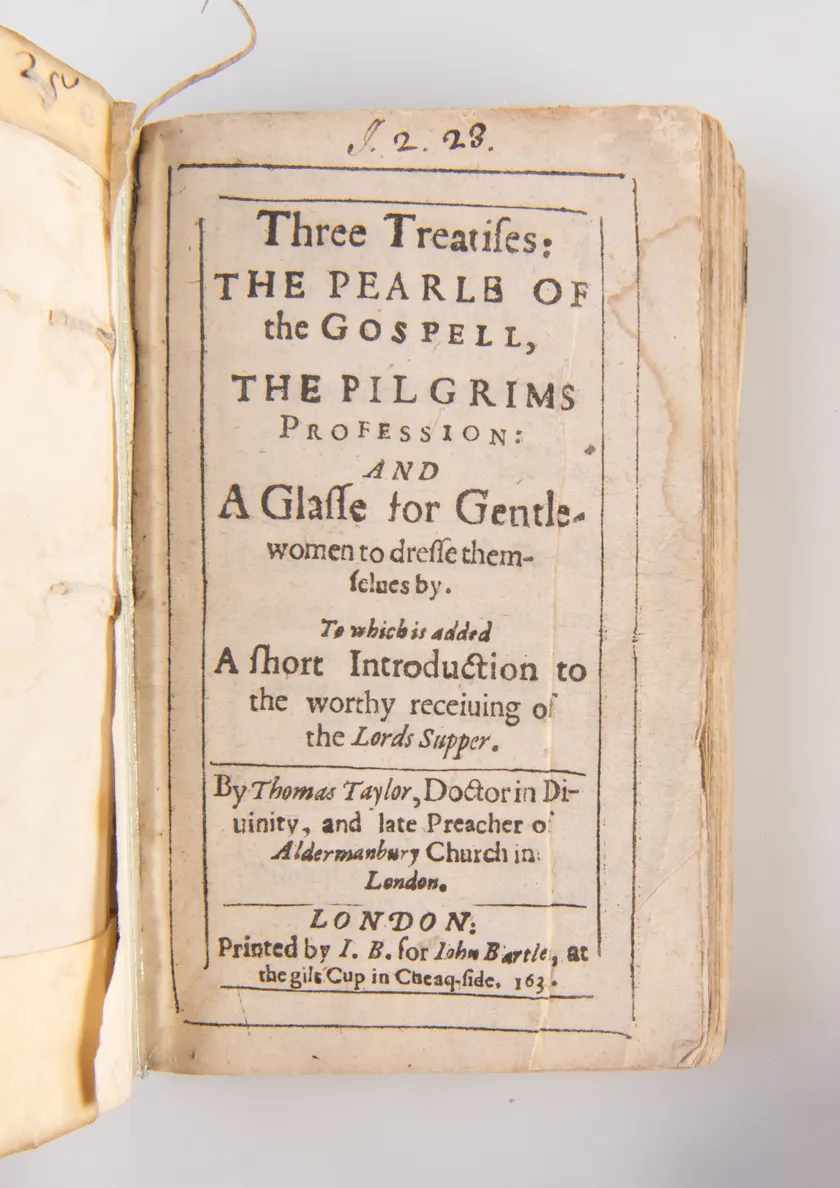 J. 2. 23.
Three Treatiſes:
THE PEARLE OF
the GOSPELL,
THE PILGRIMS
PROFESSION:
AND
A Glaſſe for Gentle-
women to dreſſe them-
ſelues by.
To which is added
A ſhort Introduction to
the worthy receiuing of
the Lords Supper.
By Thomas Taylor, Doctor in Di-
uinity, and late Preacher of
Aldermanbury Church in
London.
LONDON:
Printed by I. B. for Iohn Bartlet, at
the gilt Cup in Cheap-ſide. 163